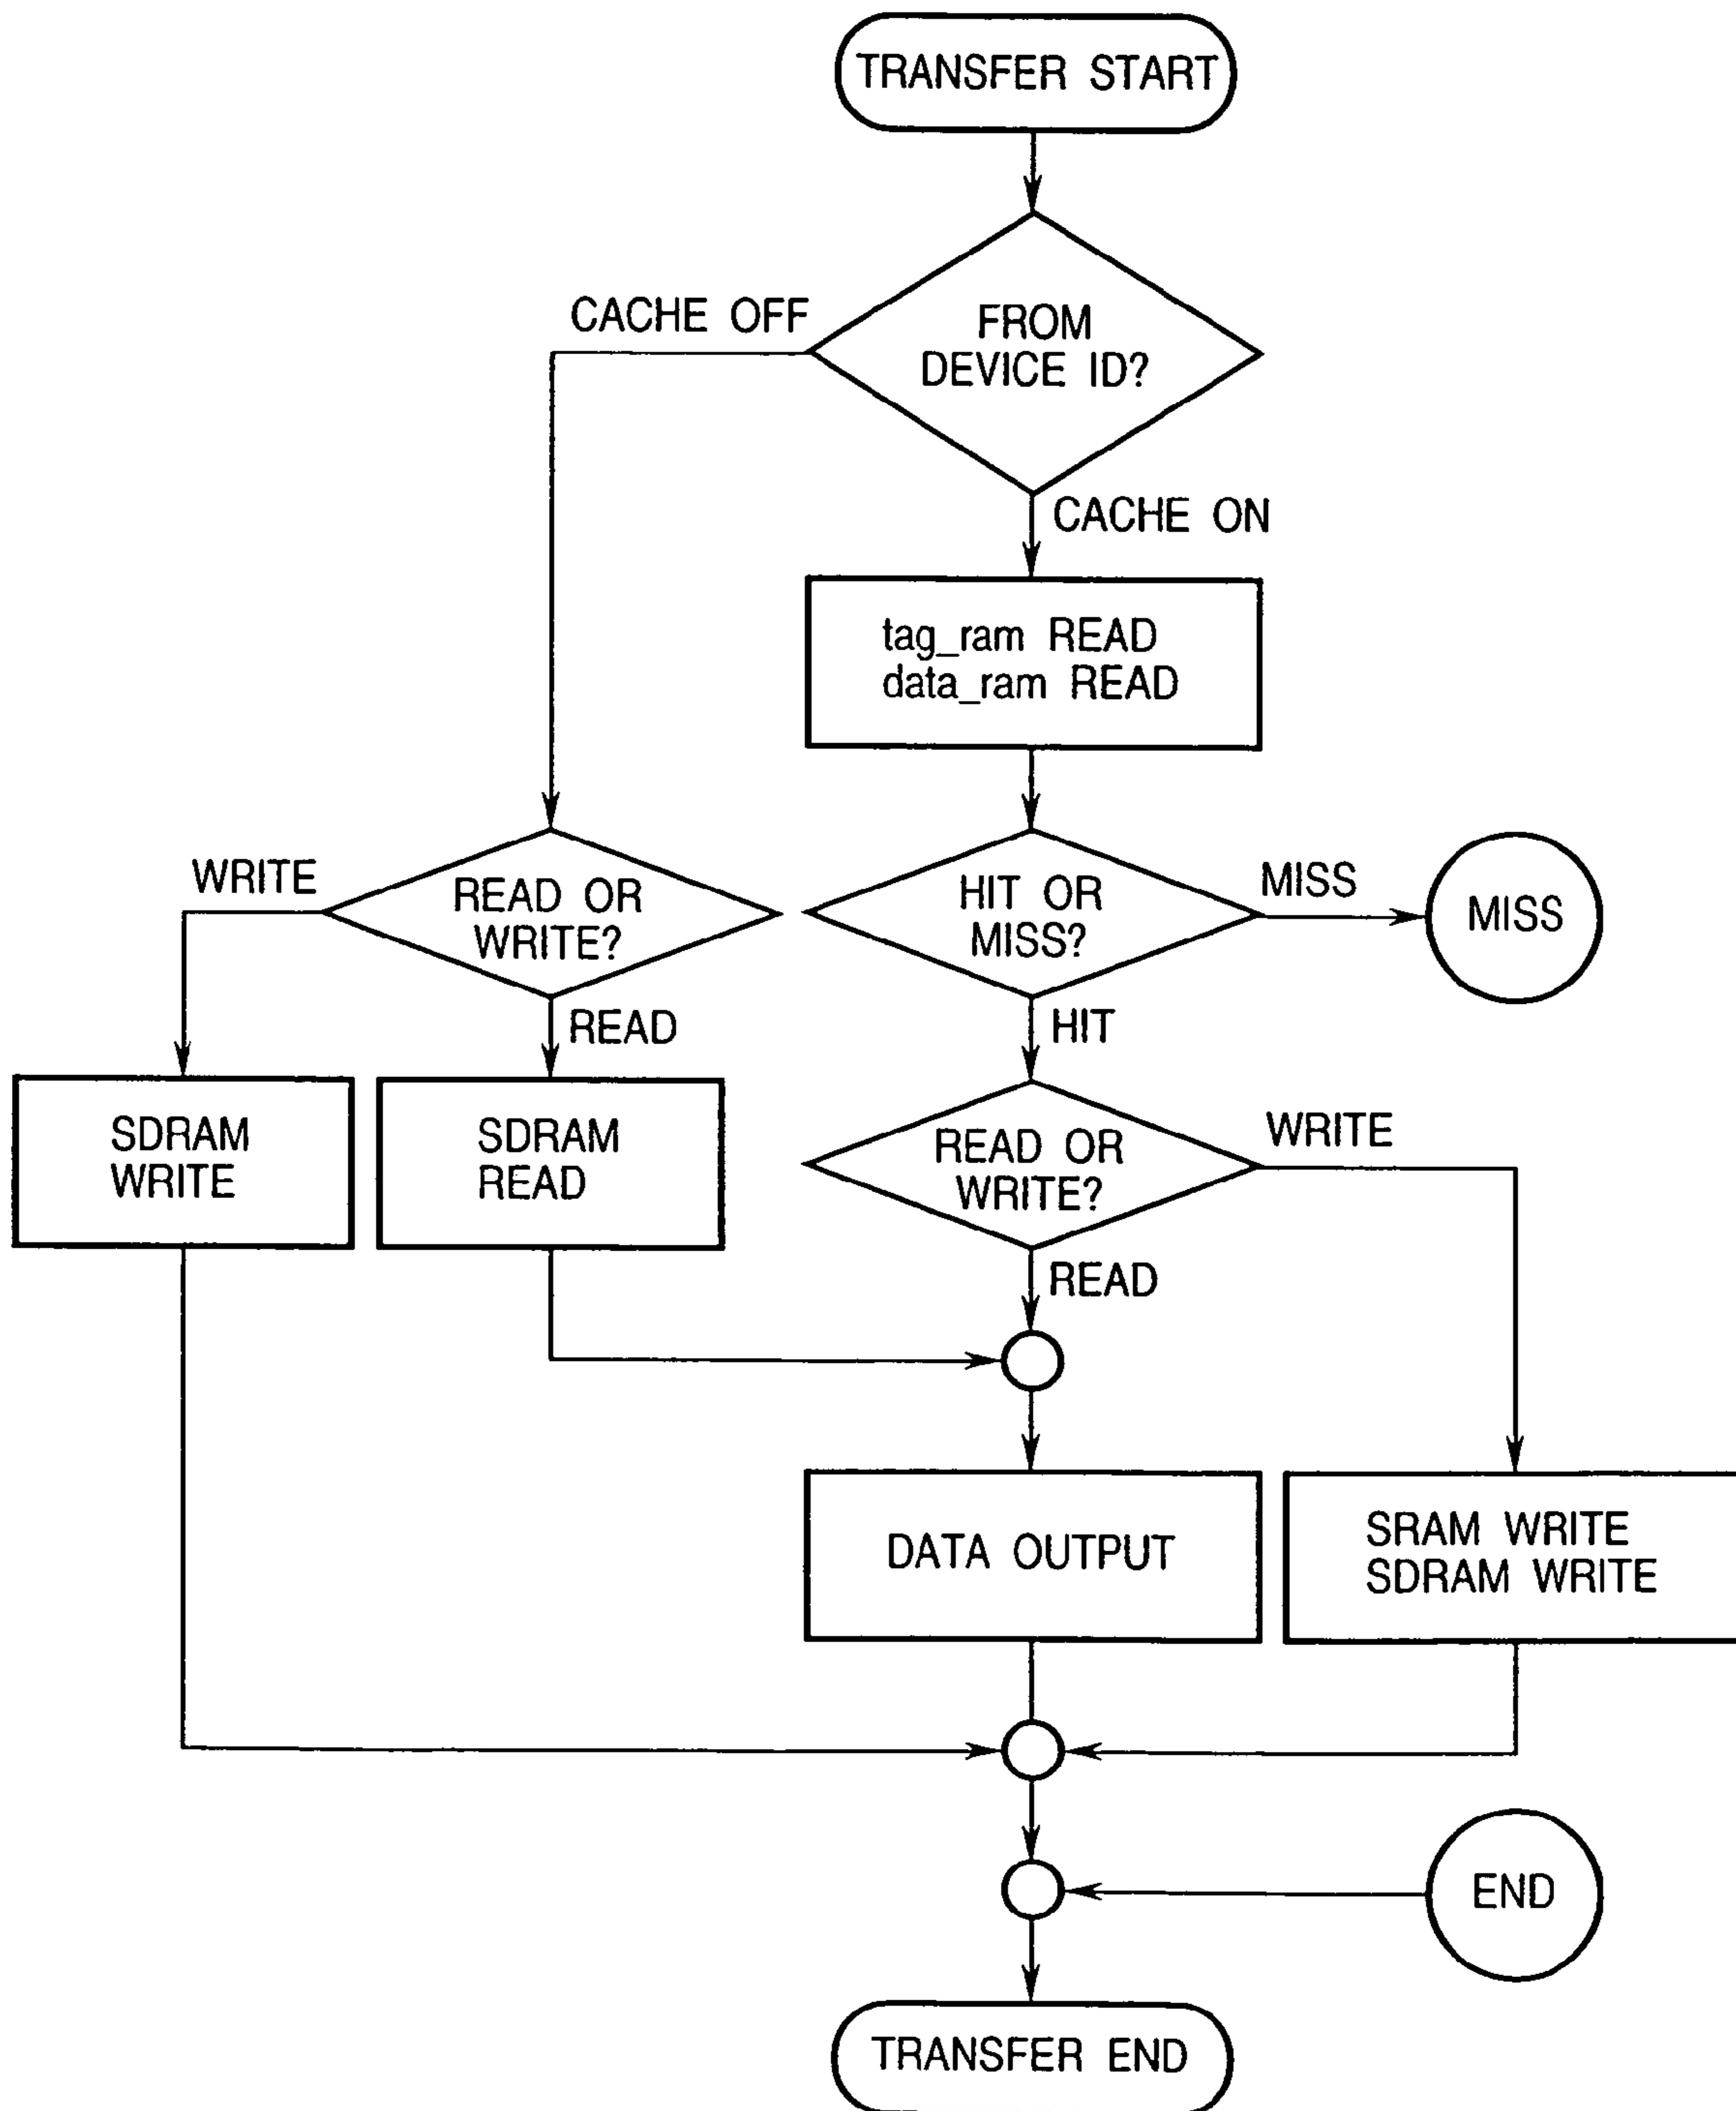 TRANSFER START
CACHE OFF
FROM
DEVICE ID?
CACHE ON
tag_ram READ
data_ram READ
WRITE
READ OR
WRITE?
HIT OR
MISS?
MISS
MISS
READ
HIT
SDRAM
WRITE
SDRAM
READ
READ OR
WRITE?
WRITE
READ
DATA OUTPUT
SRAM WRITE
SDRAM WRITE
END
TRANSFER END